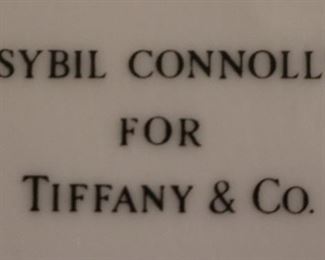 SYBIL CONNOLL
FOR
TIFFANY & CO.